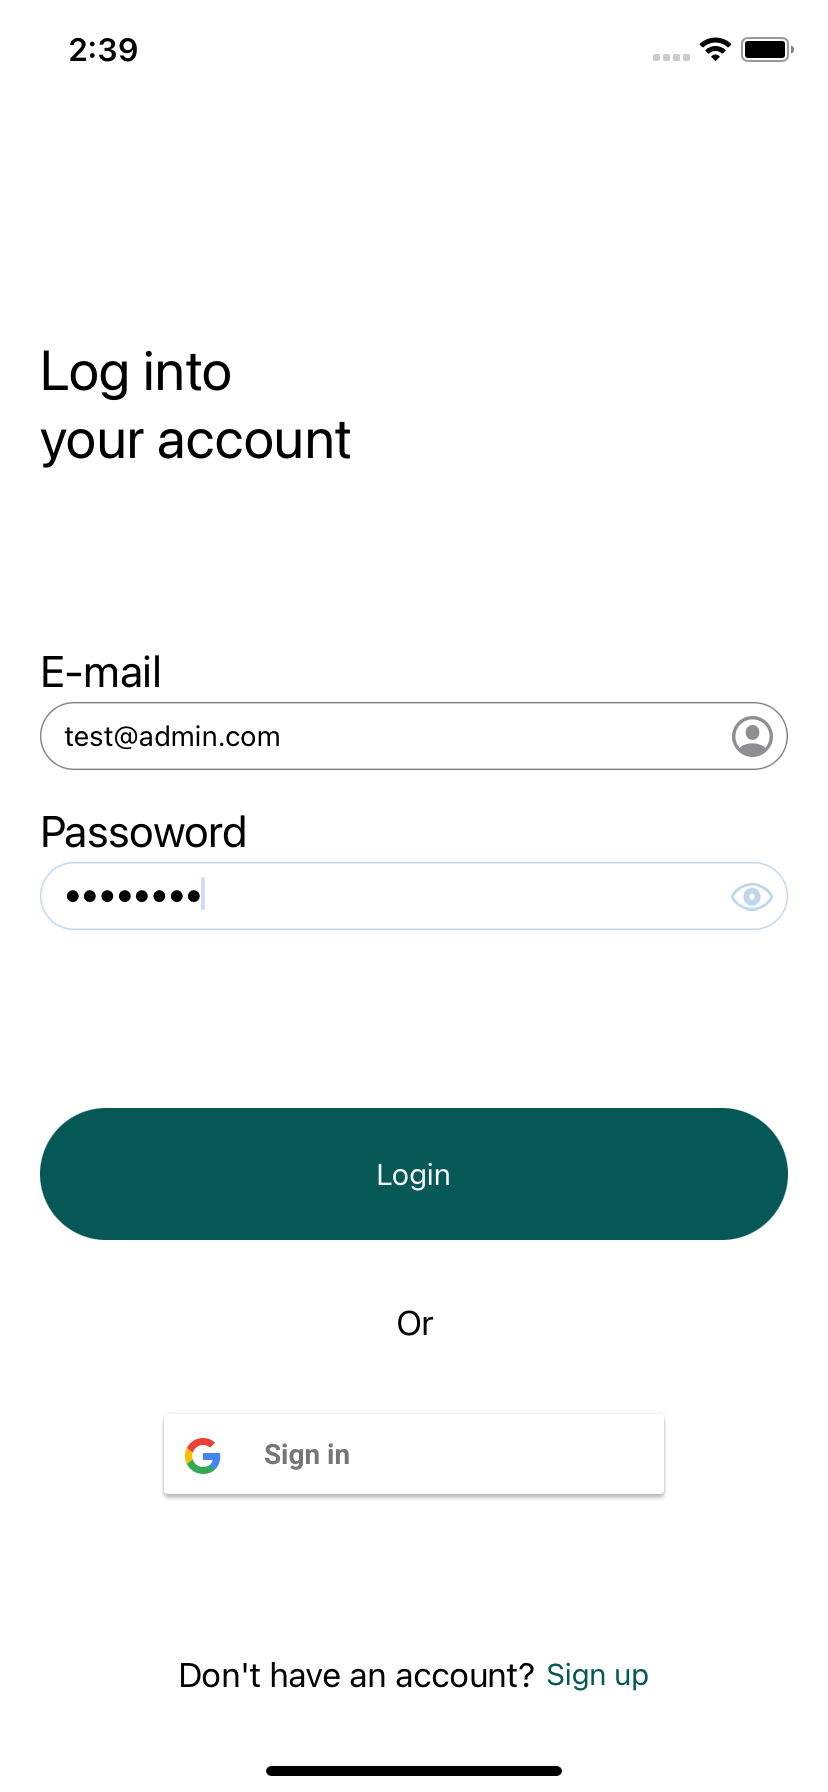 2:39
Log into
your account
E-mail
test@admin.com
Passoword
••••••••
Login
Or
Sign in
Don't have an account? Sign up